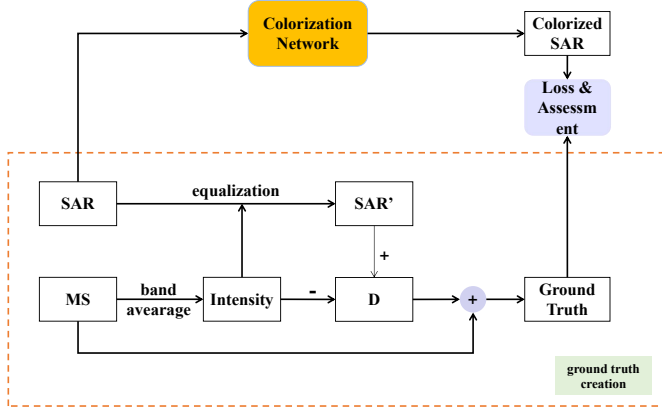 Colorization
Network
Colorized
SAR
Loss &
Assessm
ent
SAR
equalization
SAR’
+
MS
band
avearage
Intensity
-
D
+
Ground
Truth
ground truth
creation